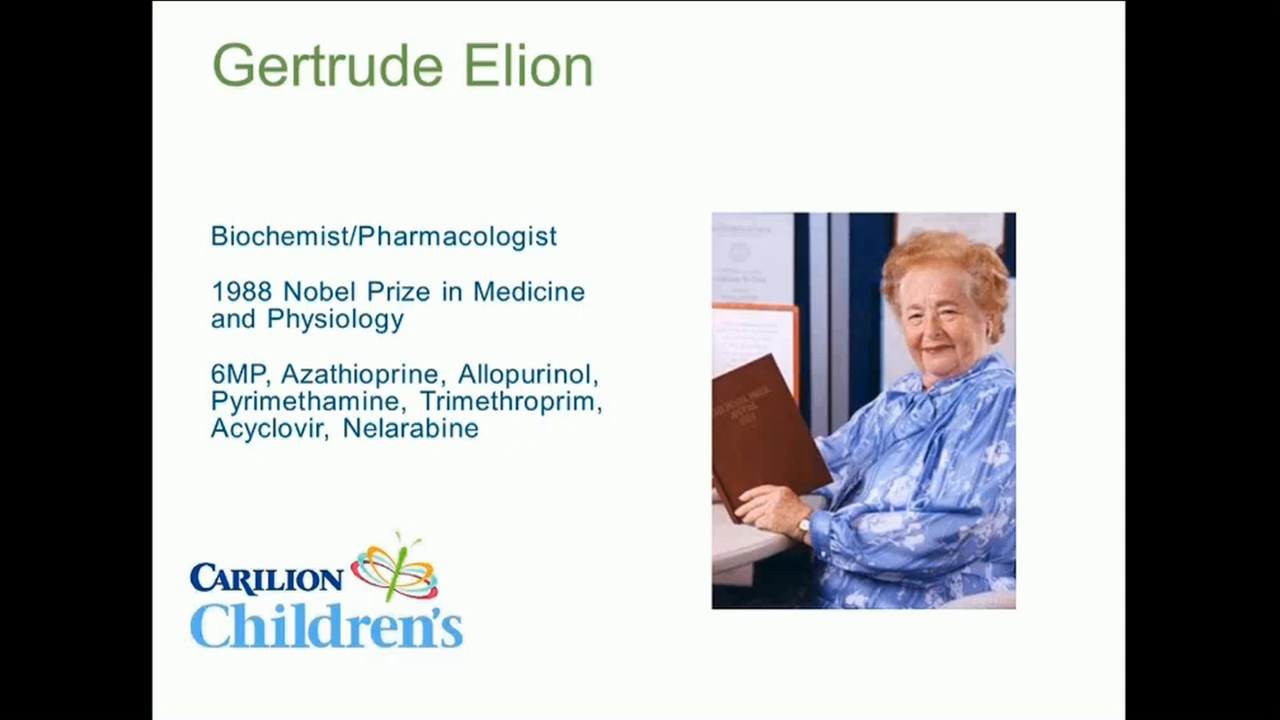 Gertrude Elion
Biochemist/Pharmacologist
1988 Nobel Prize in Medicine
and Physiology
6MP, Azathioprine, Allopurinol,
Pyrimethamine, Trimethroprim,
Acyclovir, Nelarabine
CARILION
Children's